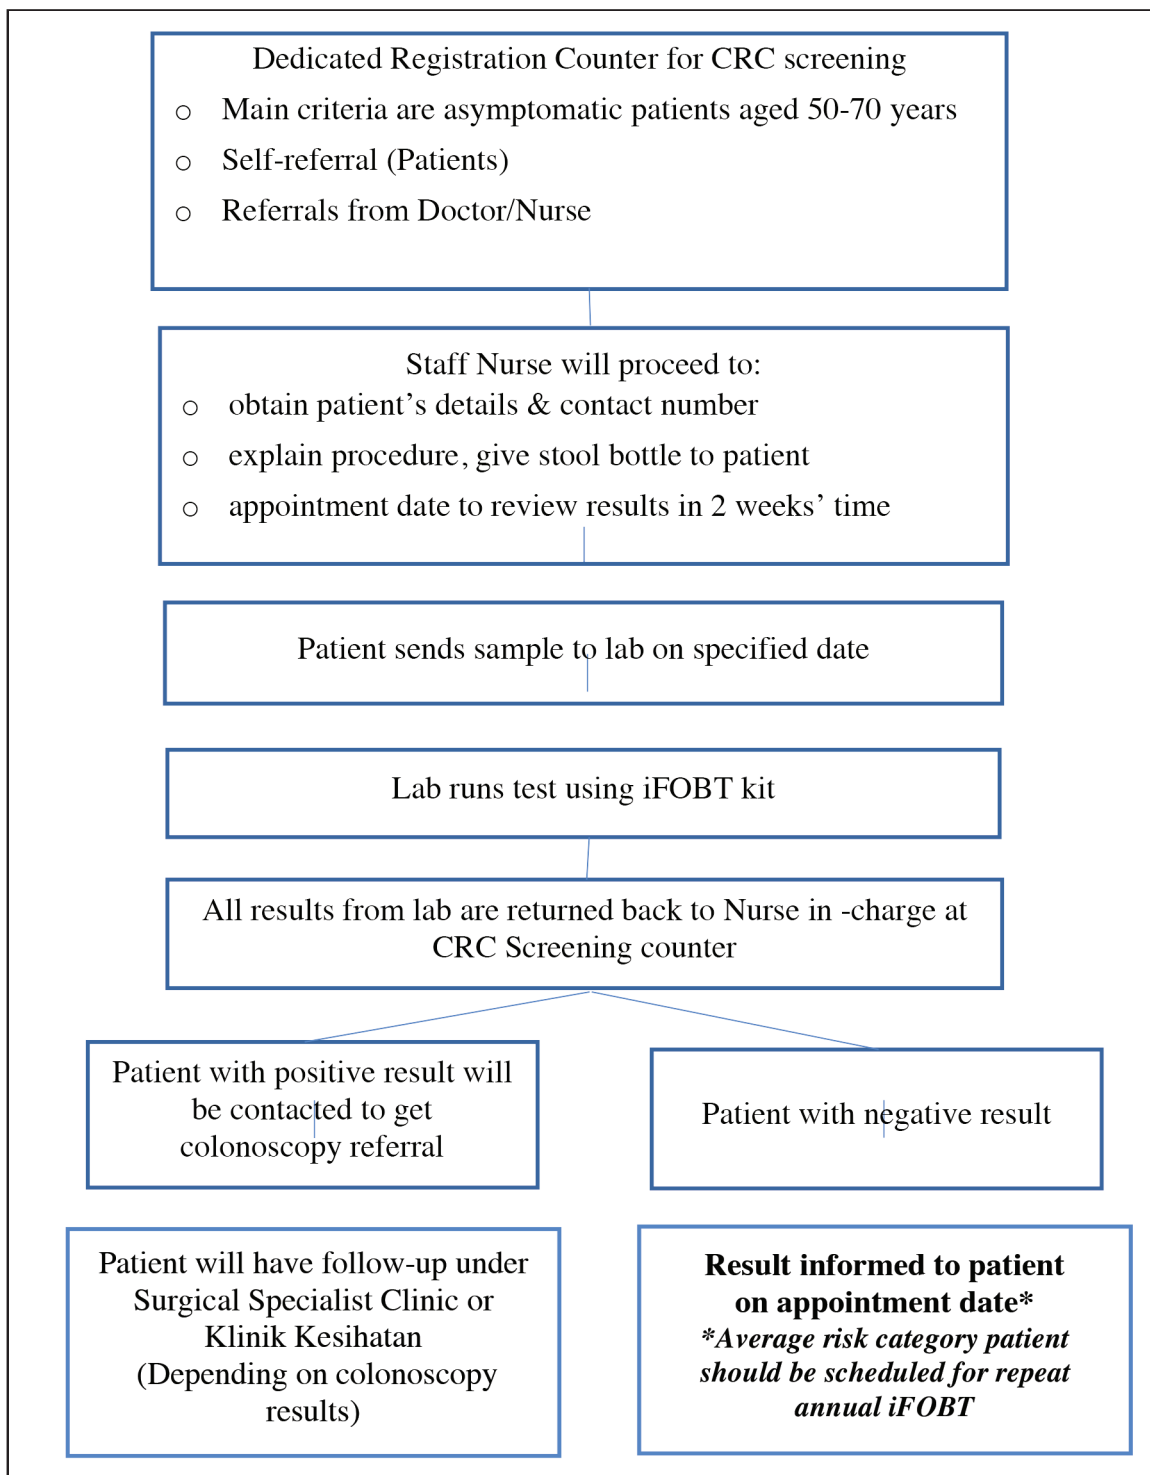 Dedicated Registration Counter for CRC screening
o Main criteria are asymptomatic patients aged 50-70 years
o Self-referral (Patients)
o Referrals from Doctor/Nurse
Staff Nurse will proceed to:
o obtain patient’s details & contact number
o explain procedure, give stool bottle to patient
o appointment date to review results in 2 weeks’ time
Patient sends sample to lab on specified date
Lab runs test using iFOBT kit
All results from lab are returned back to Nurse in -charge at
CRC Screening counter
Patient with positive result will
be contacted to get
colonoscopy referral
Patient with negative result
Patient will have follow-up under
Surgical Specialist Clinic or
Klinik Kesihatan
(Depending on colonoscopy
results)
Result informed to patient
on appointment date*
*Average risk category patient
should be scheduled for repeat
annual iFOBT